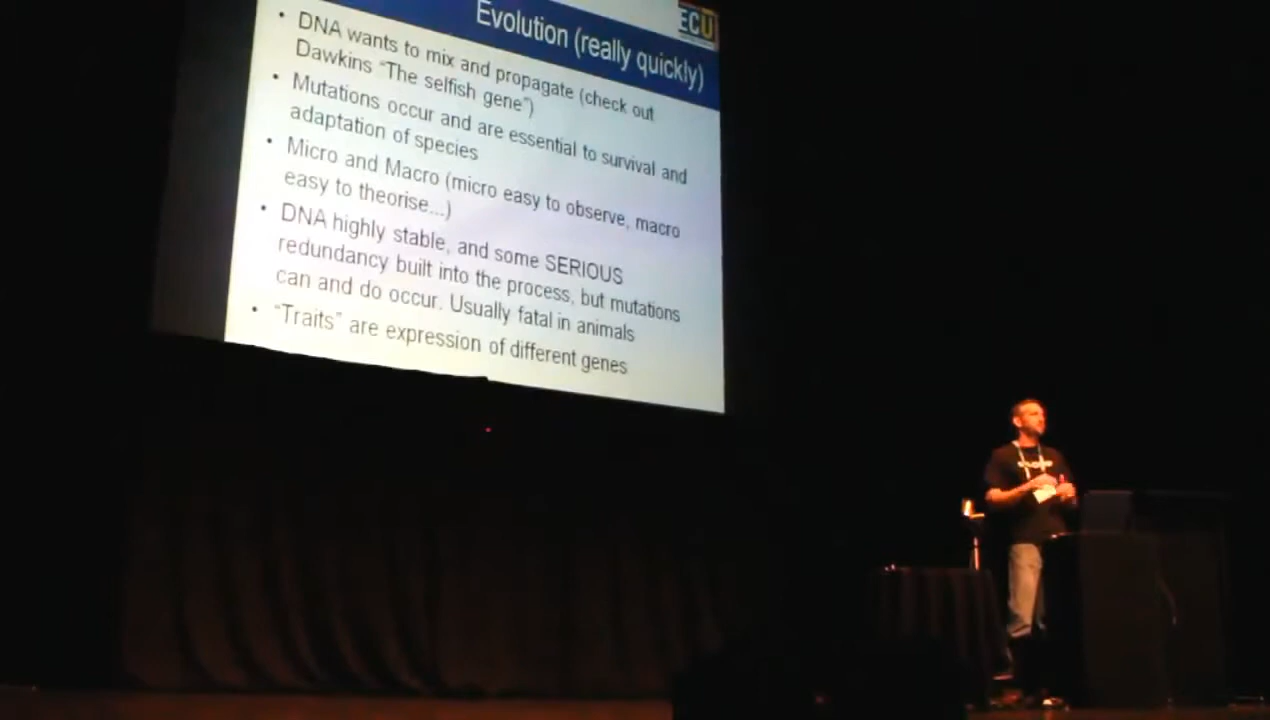 Evolution (really quickly)
ECU
• DNA wants to mix and propagate (check out
Dawkins "The selfish gene")
• Mutations occur and are essential to survival and
adaptation of species
• Micro and Macro (micro easy to observe, macro
easy to theorise...)
• DNA highly stable, and some SERIOUS
redundancy built into the process, but mutations
can and do occur. Usually fatal in animals
• "Traits" are expression of different genes